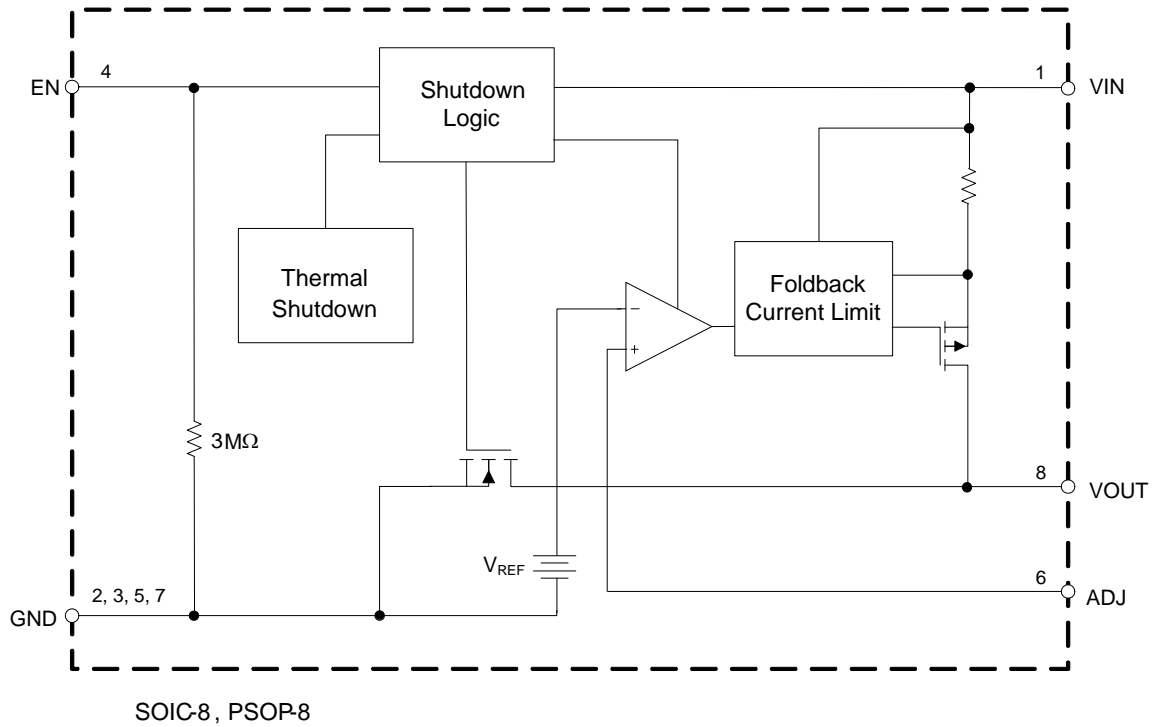 EN
4
Shutdown
Logic
1
VIN
Thermal
Shutdown
Foldback
Current Limit
−
+
3MΩ
8
VOUT
VREF
6
ADJ
2, 3, 5, 7
GND
SOIC-8, PSOP-8